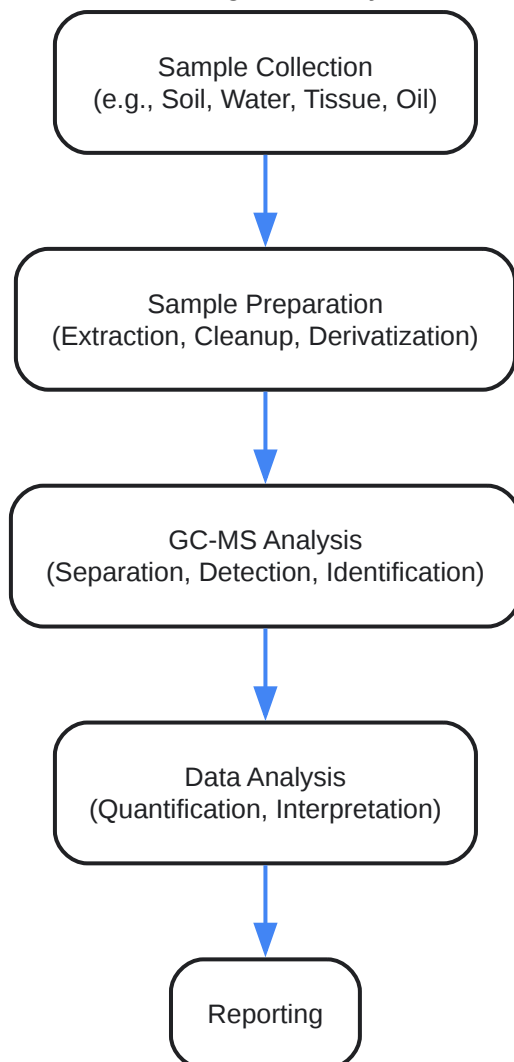 Sample Collection
(e.g., Soil, Water, Tissue, Oil)
Sample Preparation
(Extraction, Cleanup, Derivatization)
GC-MS Analysis
(Separation, Detection, Identification)
Data Analysis
(Quantification, Interpretation)
Reporting